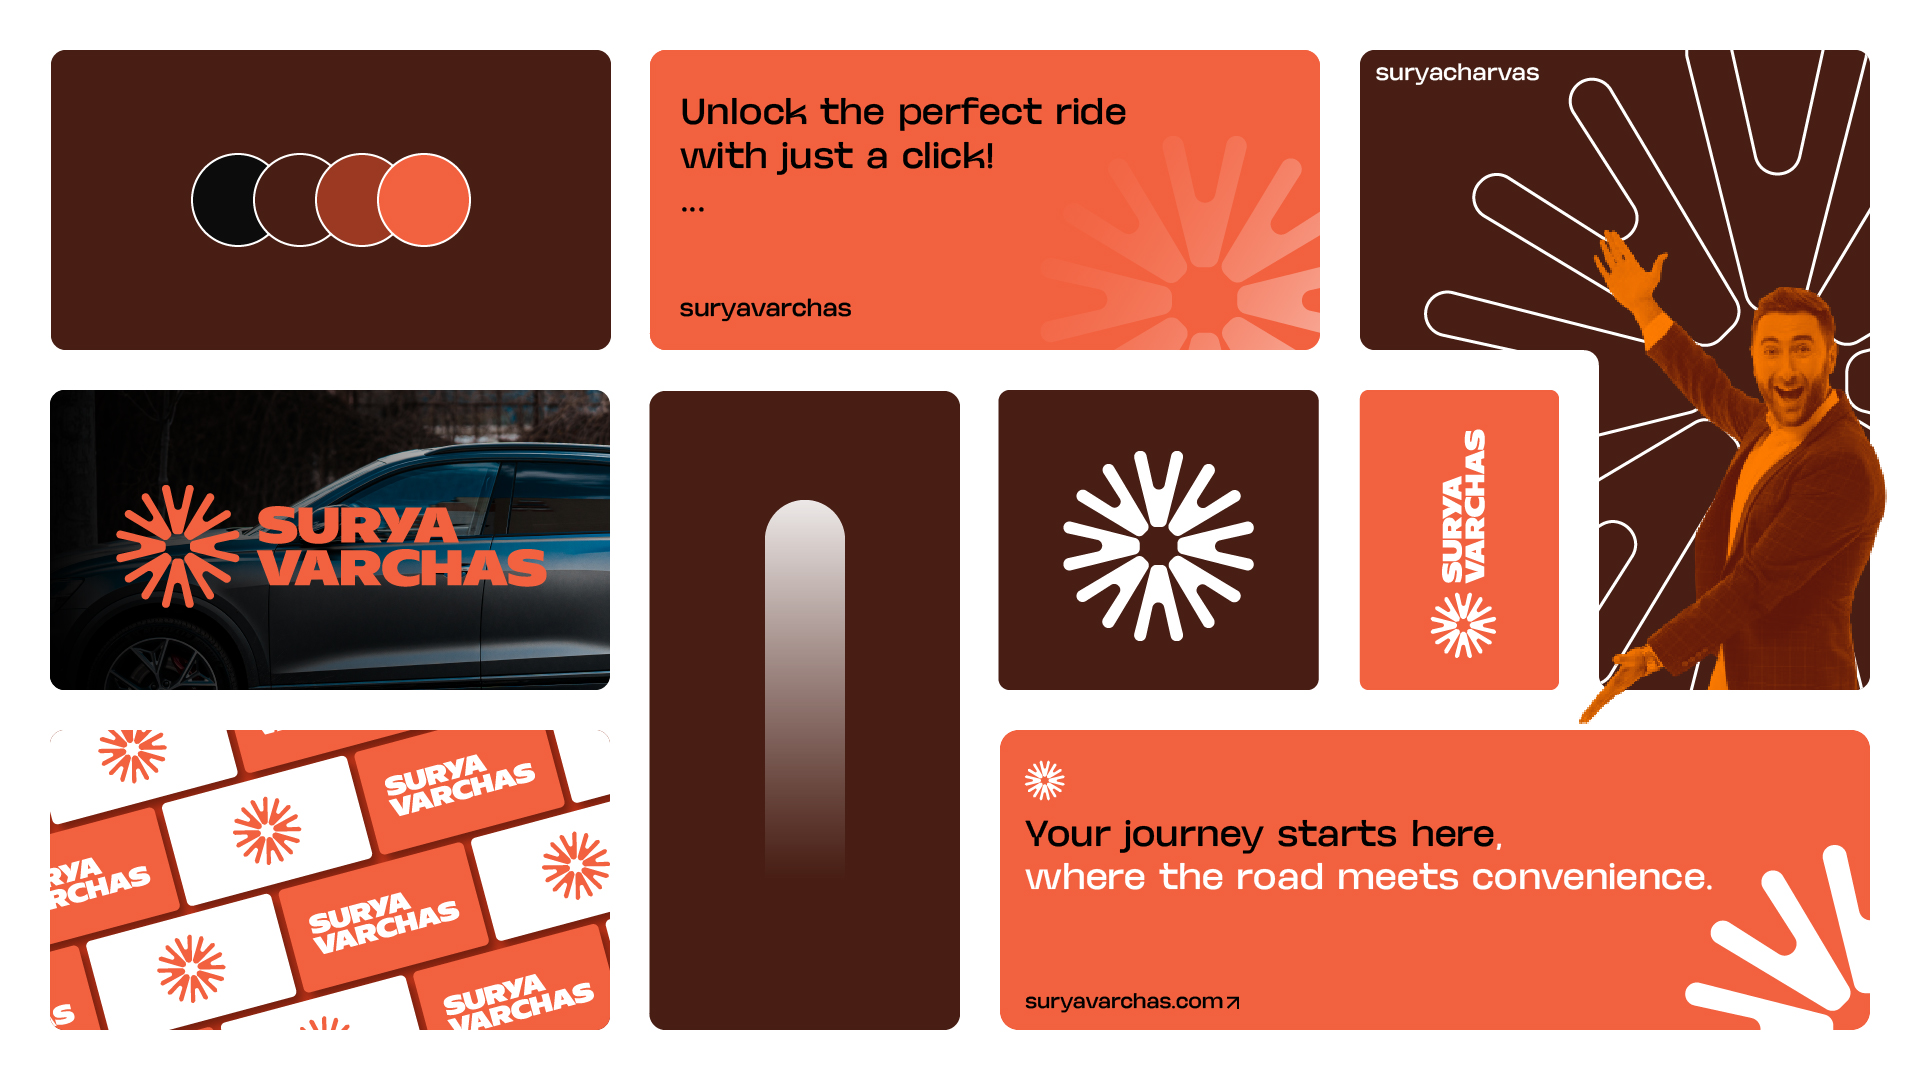 Unlock the perfect ride
with just a click!
...
suryavarchas
suryacharvas
SURYA
VARCHAS
SURYA
VARCHAS
SURYA
VARCHAS
RYA
RCHAS
SURYA
VARCHAS
SURYA
VARCHAS
AS
Your journey starts here,
where the road meets convenience.
suryavarchas.com